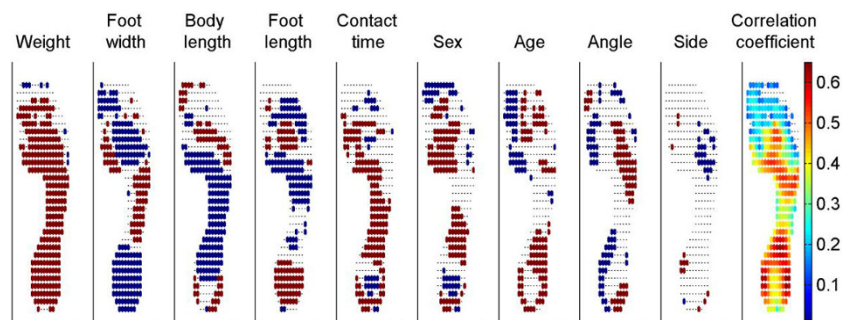 Weight
Foot width
Body length
Foot length
Contact time
Sex
Age
Angle
Side
Correlation coefficient
0.6
0.5
0.4
0.3
0.2
0.1